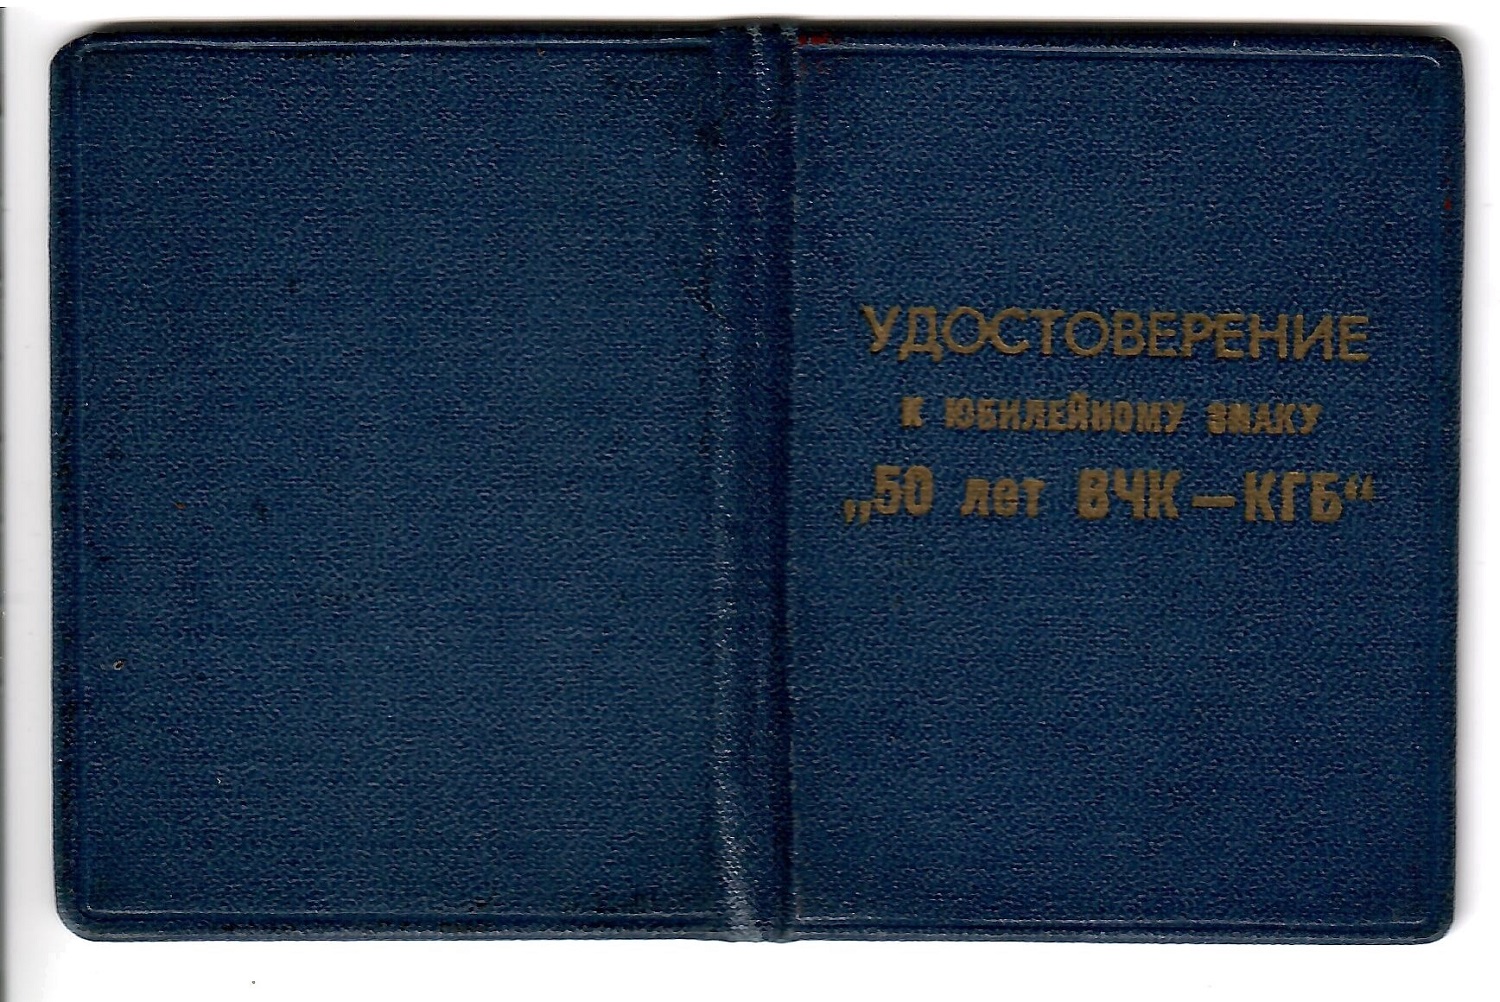 УДОСТОВЕРЕНИЕ
К ЮБИЛЕЙНОМУ ЗНАКУ
„50 лет ВЧК—КГБ“